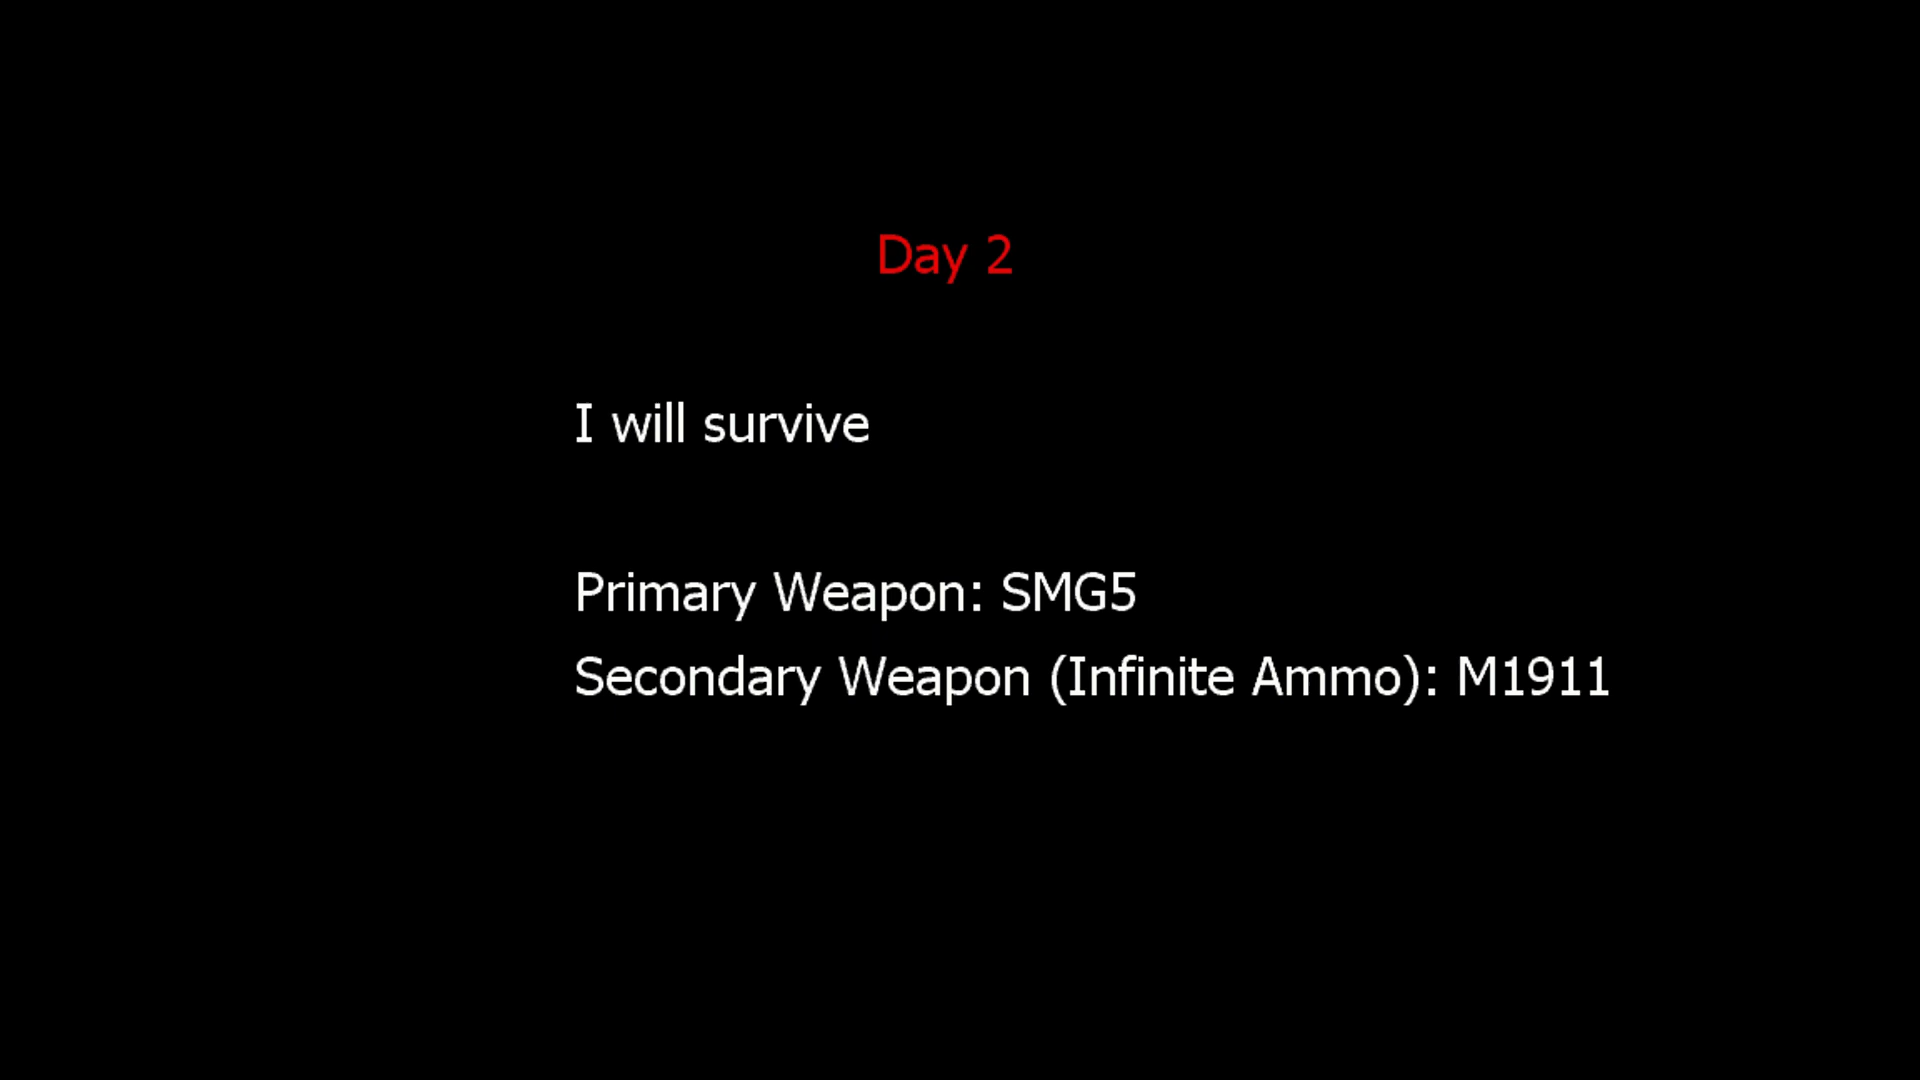 Day 2
I will survive
Primary Weapon: SMG5
Secondary Weapon (Infinite Ammo): M1911